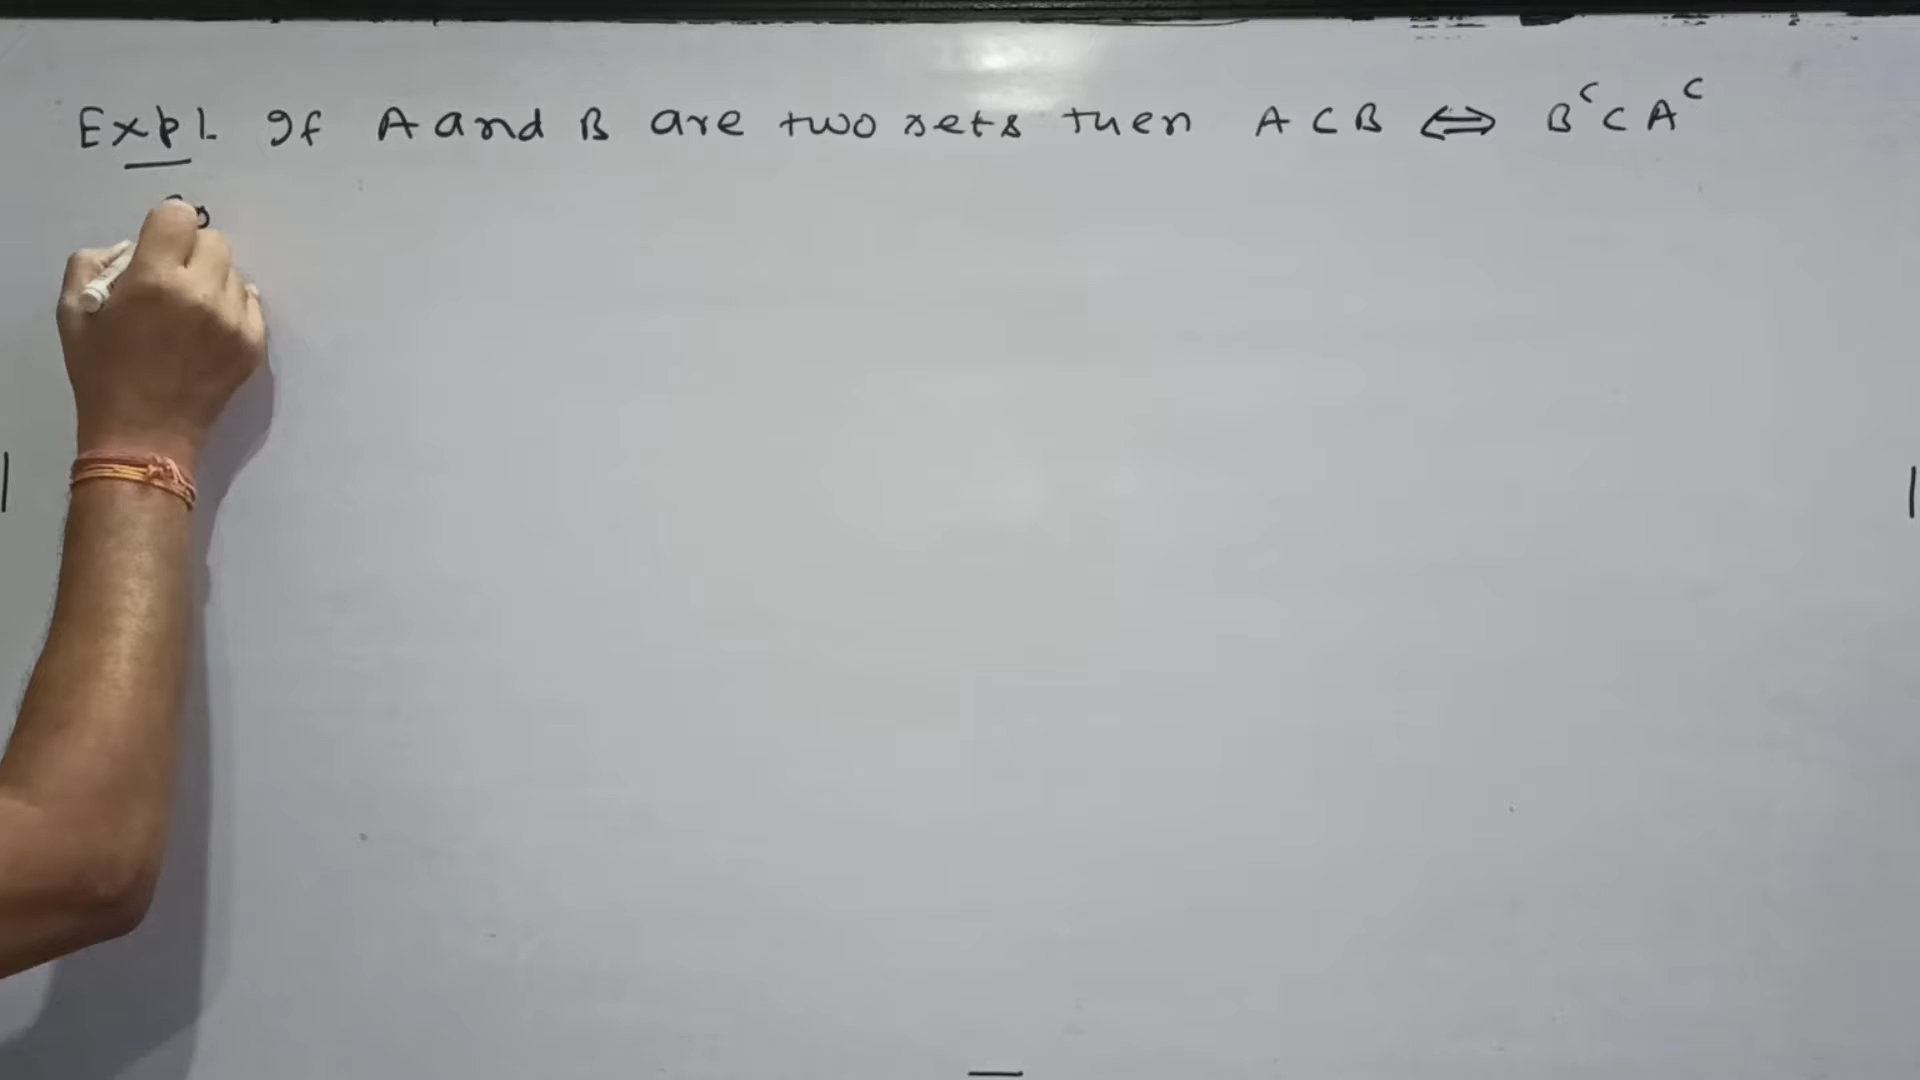 Expl. If A and B are two sets then A ⊂ B ⇔ Bᶜ ⊂ Aᶜ